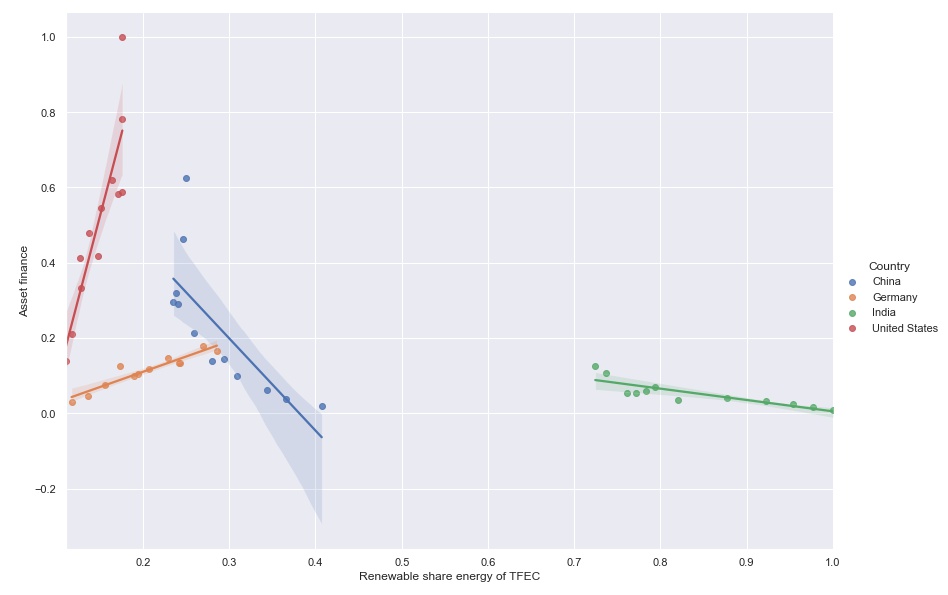 1.0
0.8
0.6
0.4
0.2
0.0
−0.2
Asset finance
0.2 0.3 0.4 0.5 0.6 0.7 0.8 0.9 1.0
Renewable share energy of TFEC
Country
China
Germany
India
United States